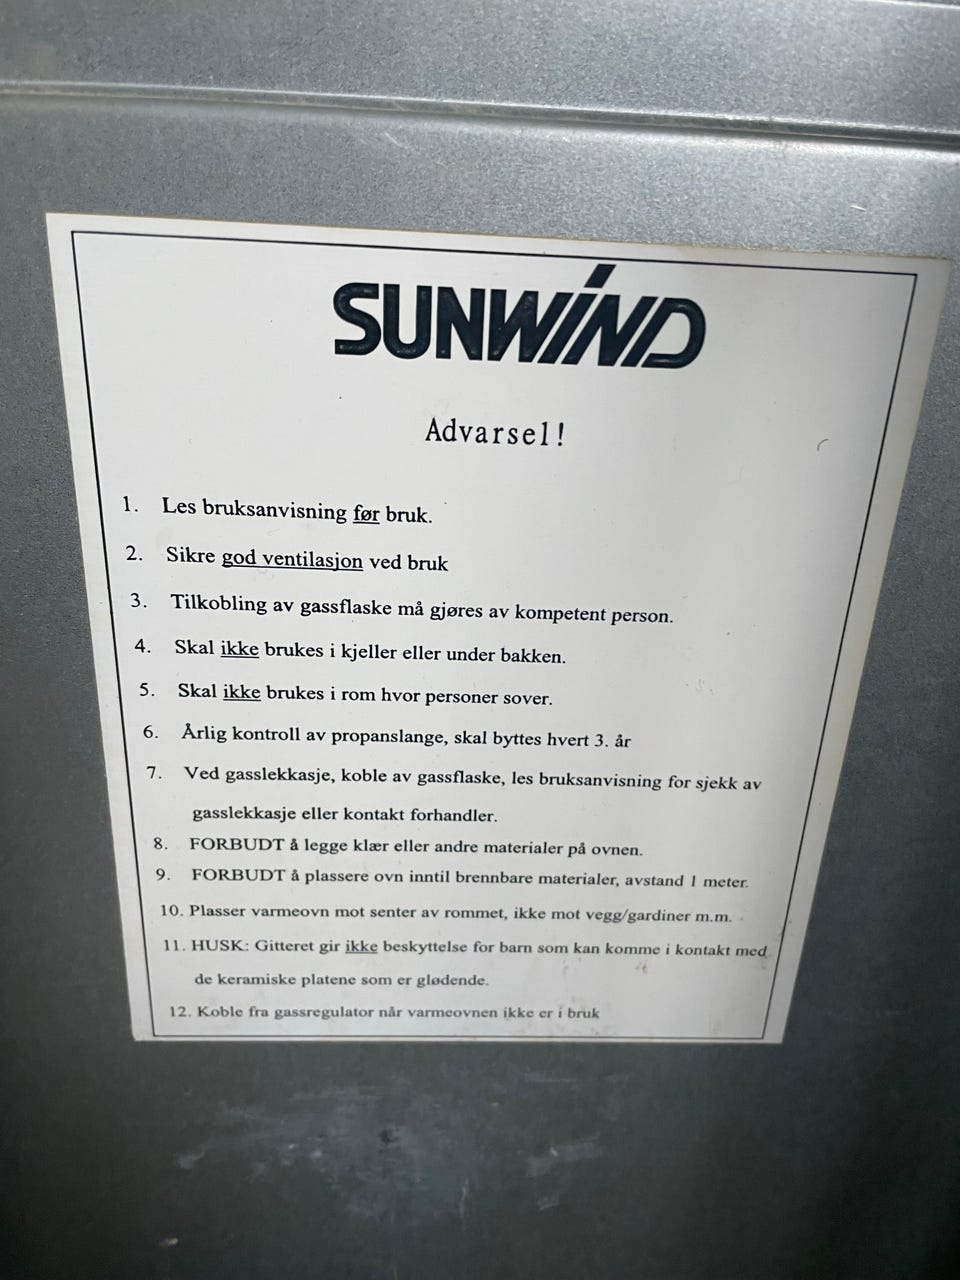 SUNWIND
Advarsel!
1. Les bruksanvisning før bruk.
2. Sikre god ventilasjon ved bruk
3. Tilkobling av gassflaske må gjøres av kompetent person.
4. Skal ikke brukes i kjeller eller under bakken.
5. Skal ikke brukes i rom hvor personer sover.
6. Årlig kontroll av propanslange, skal byttes hvert 3. år
7. Ved gasslekkasje, koble av gassflaske, les bruksanvisning for sjekk av
gasslekkasje eller kontakt forhandler.
8. FORBUDT å legge klær eller andre materialer på ovnen.
9. FORBUDT å plassere ovn inntil brennbare materialer, avstand 1 meter.
10. Plasser varmeovn mot senter av rommet, ikke mot vegg/gardiner m.m.
11. HUSK: Gitteret gir ikke beskyttelse for barn som kan komme i kontakt med
de keramiske platene som er glødende.
12. Koble fra gassregulator når varmeovnen ikke er i bruk